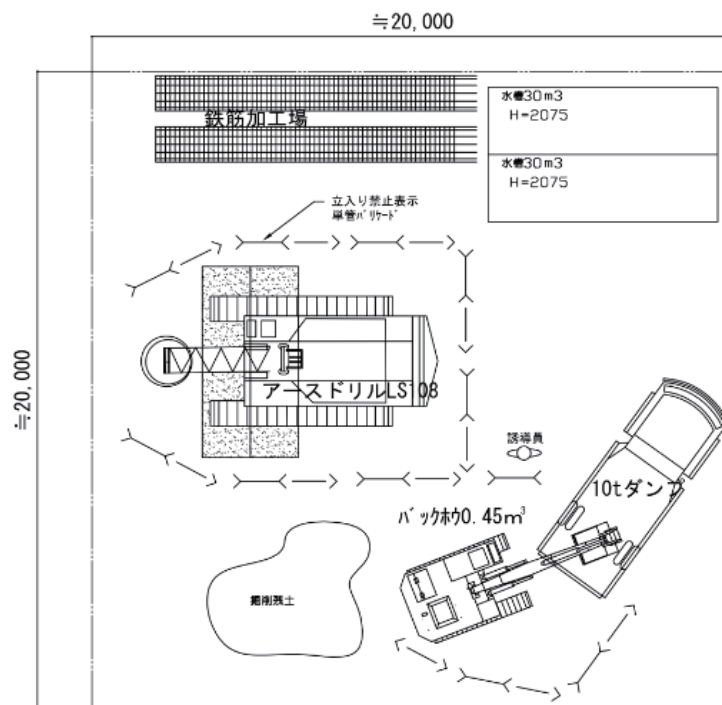 ≒20,000
水槽30m3
H=2075
鉄筋加工場
水槽30m3
H=2075
立入り禁止表示
単管バリケード
≒20,000
アースドリルLS108
誘導員
10tダンプ
バックホウ0.45m³
掘削残土